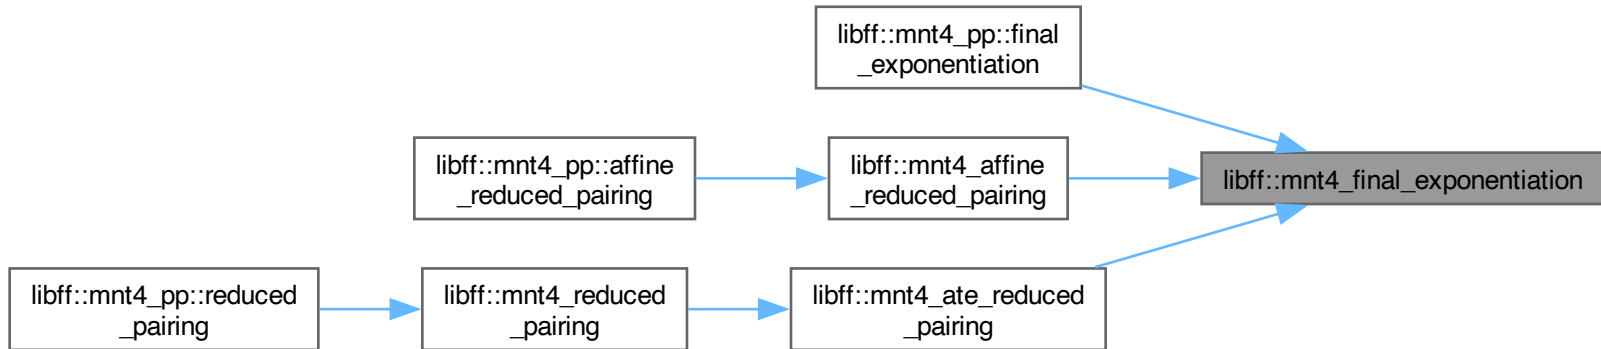 libff::mnt4_pp::final
_exponentiation
libff::mnt4_pp::affine
_reduced_pairing
libff::mnt4_affine
_reduced_pairing
libff::mnt4_final_exponentiation
libff::mnt4_pp::reduced
_pairing
libff::mnt4_reduced
_pairing
libff::mnt4_ate_reduced
_pairing